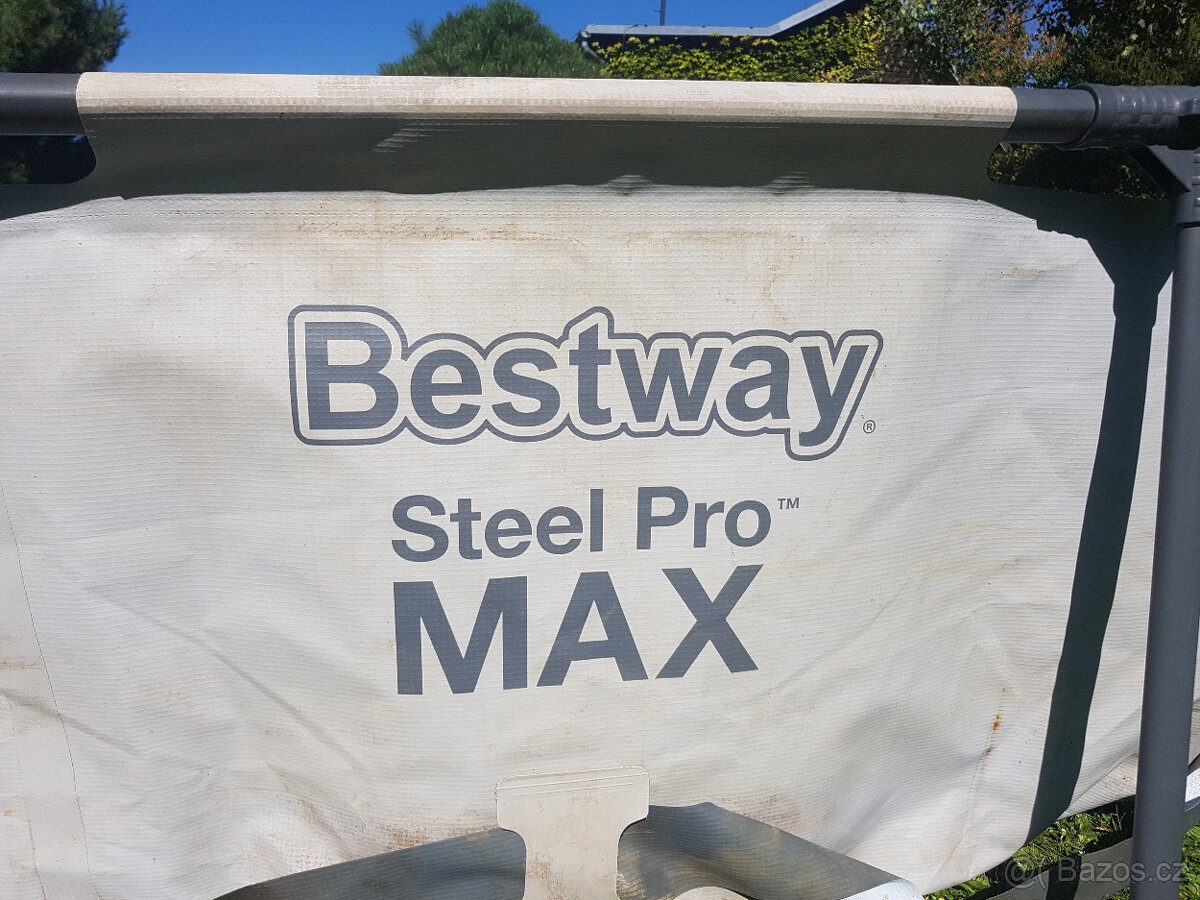 Bestway®
Steel Pro™
MAX
@Bazos.cz